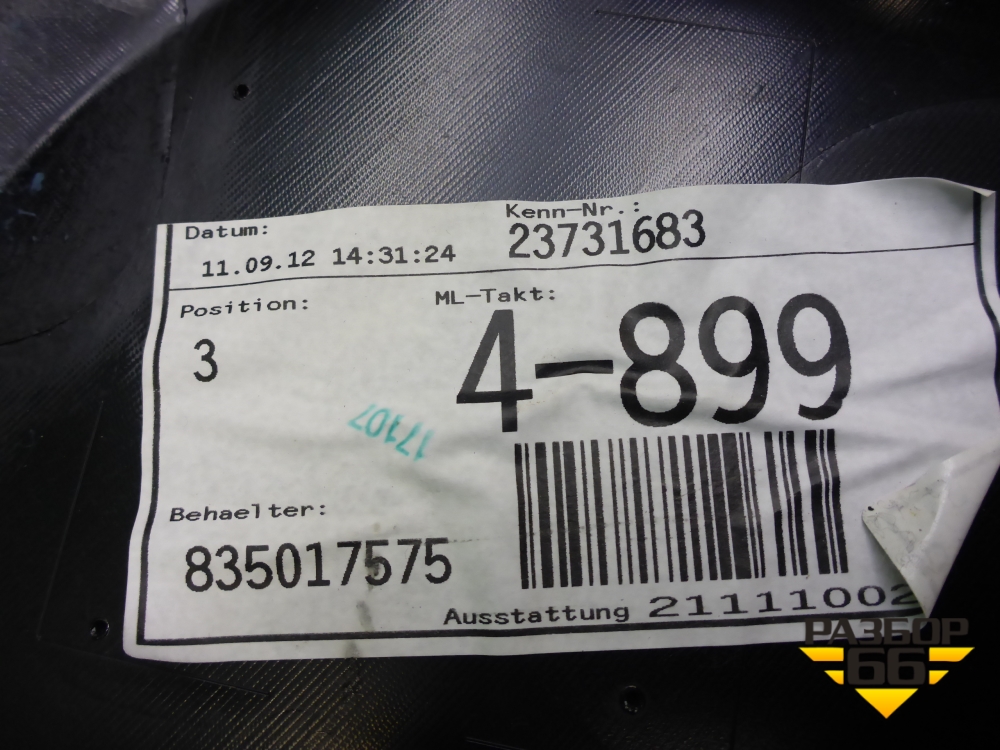 Datum:
Kenn-Nr.:
11.09.12 14:31:24
23731683
Position:
ML-Takt:
3
4-899
17107
Behaelter:
835017575
Ausstattung 21111002
РАЗБОР
66